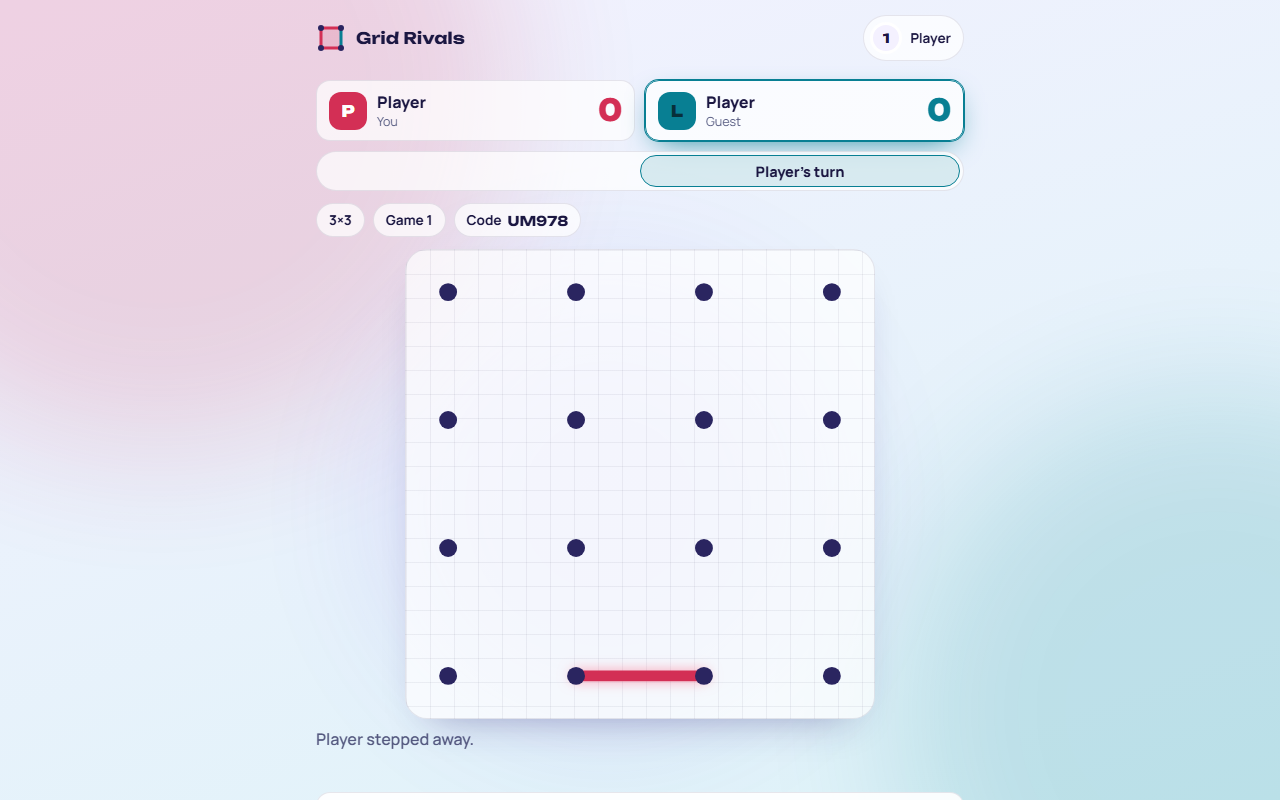 Grid Rivals
1 Player
P Player 0
You
L Player 0
Guest
Player's turn
3×3 Game 1 Code UM978
Player stepped away.